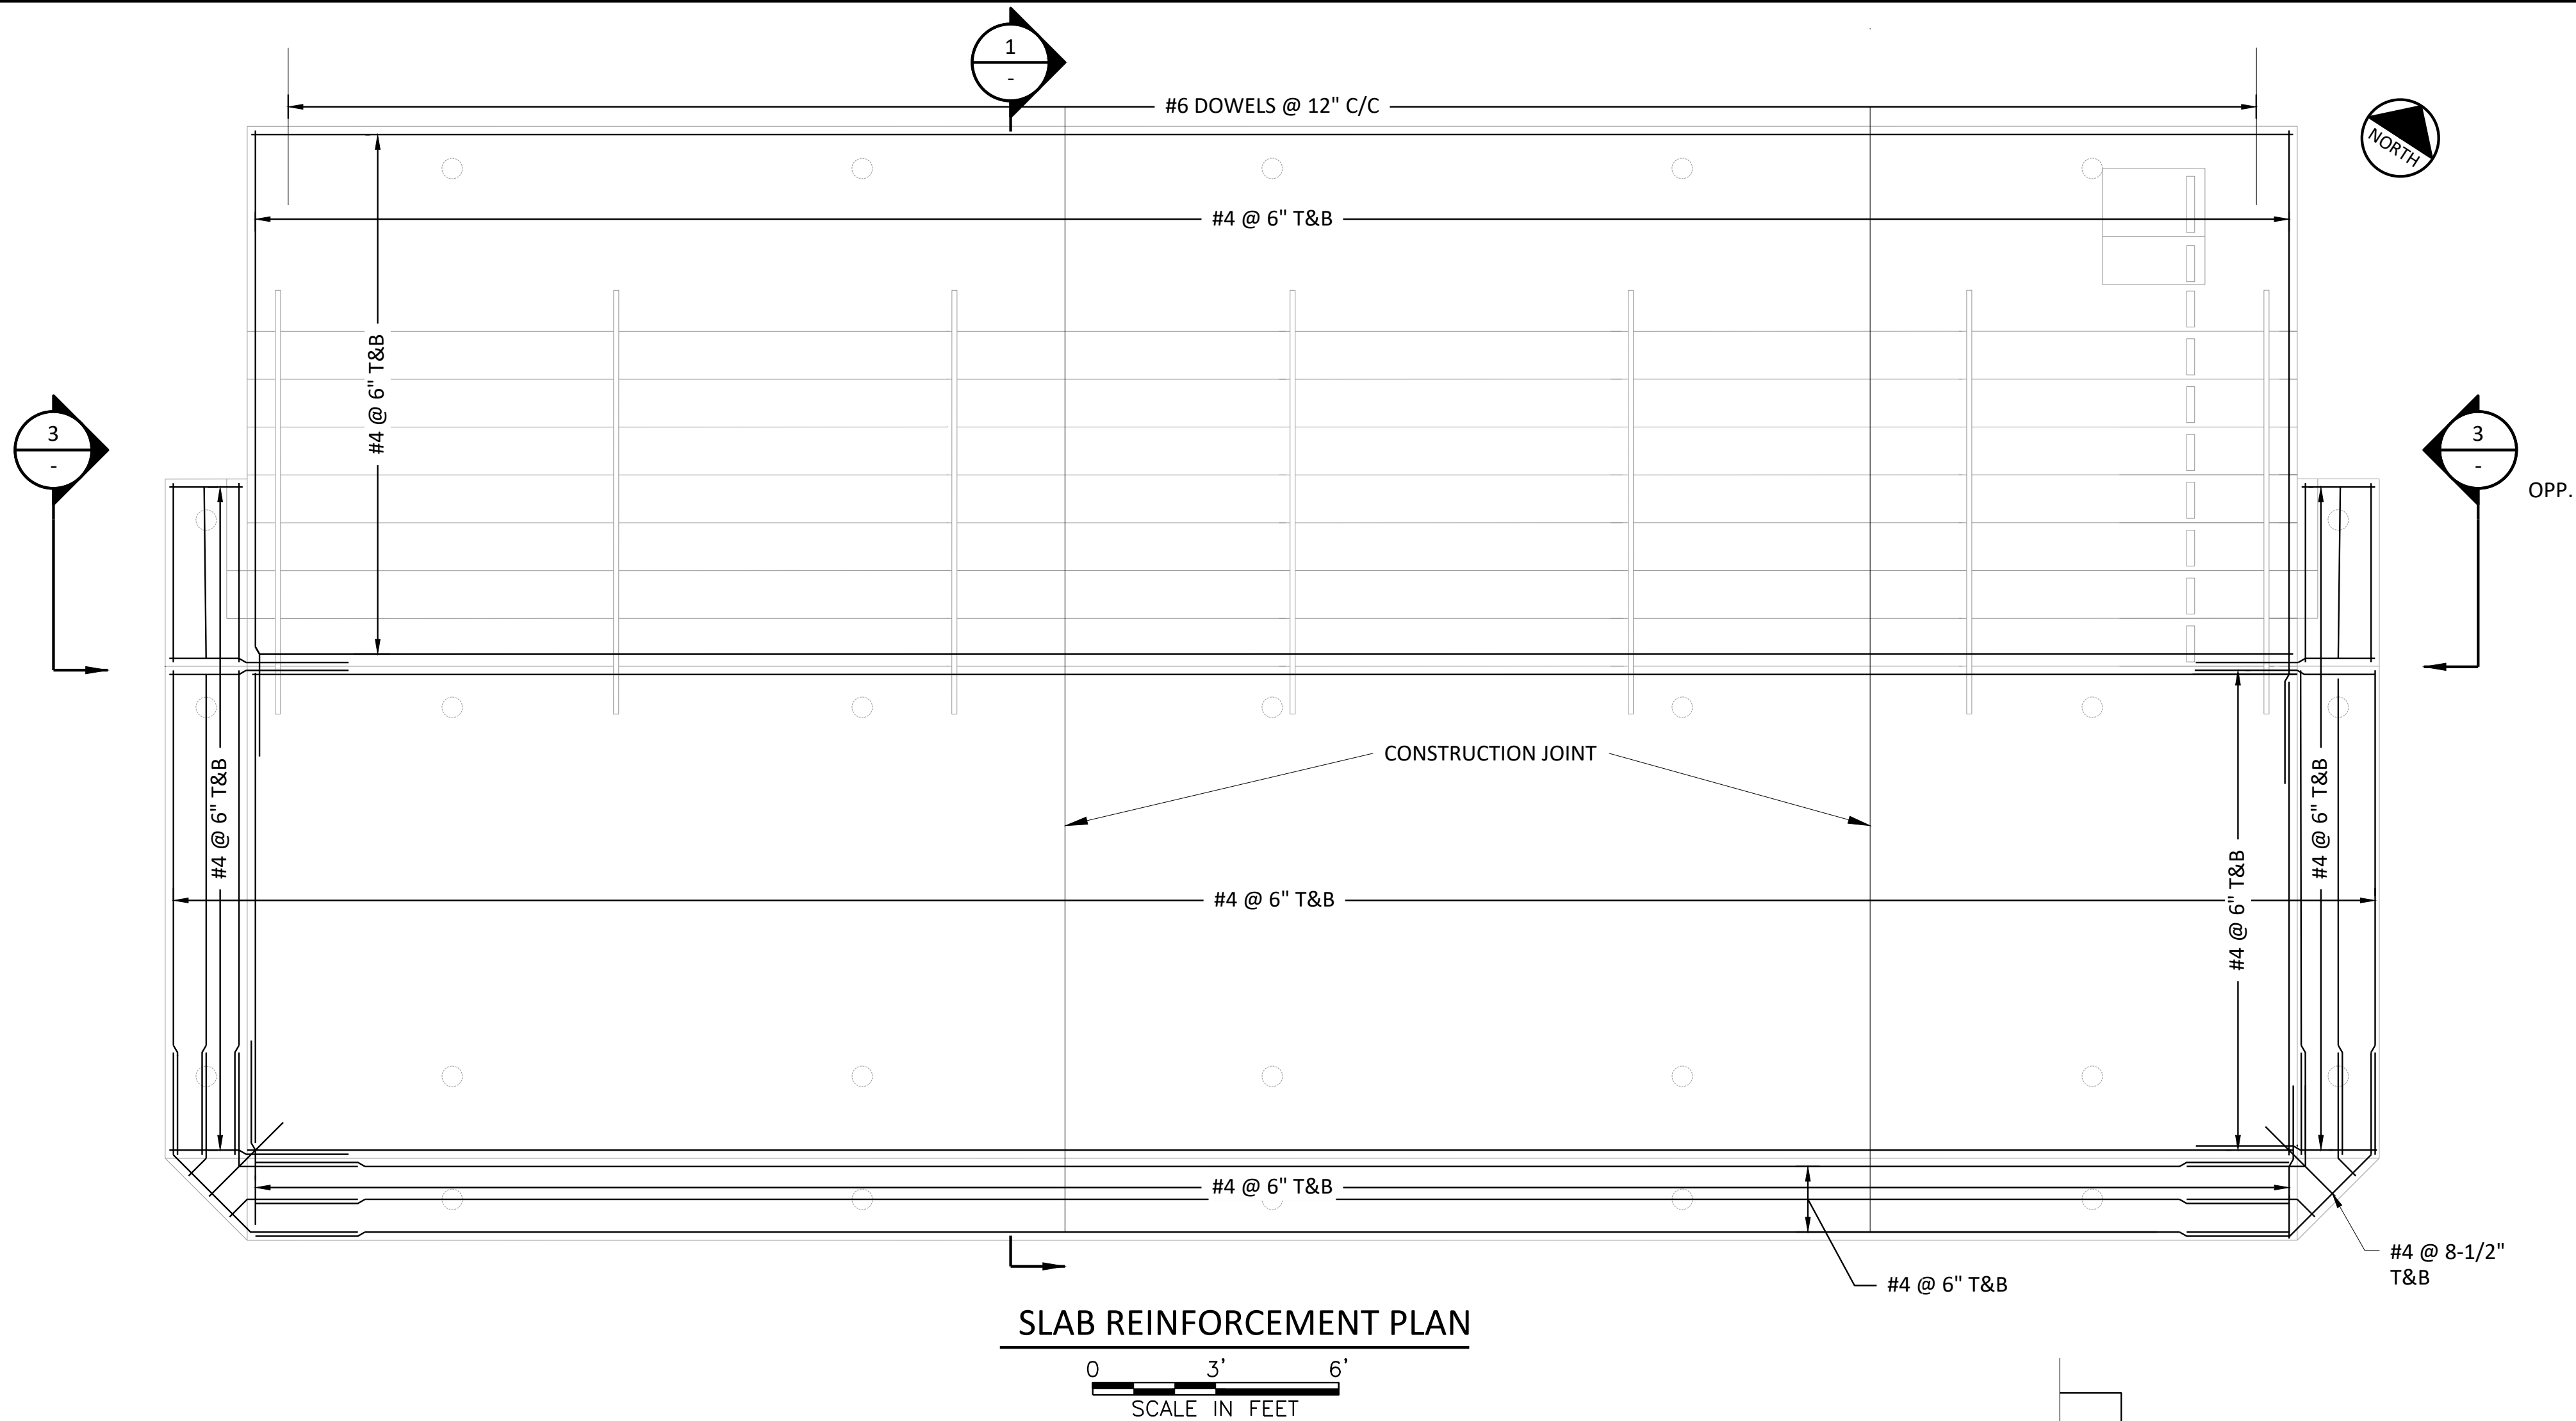 1
-
#6 DOWELS @ 12" C/C
NORTH
#4 @ 6" T&B
#4 @ 6" T&B
3
-
3
-
OPP.
CONSTRUCTION JOINT
#4 @ 6" T&B
#4 @ 6" T&B
#4 @ 6" T&B
#4 @ 6" T&B
#4 @ 6" T&B
#4 @ 8-1/2"
T&B
#4 @ 6" T&B
SLAB REINFORCEMENT PLAN
0 3' 6'
SCALE IN FEET